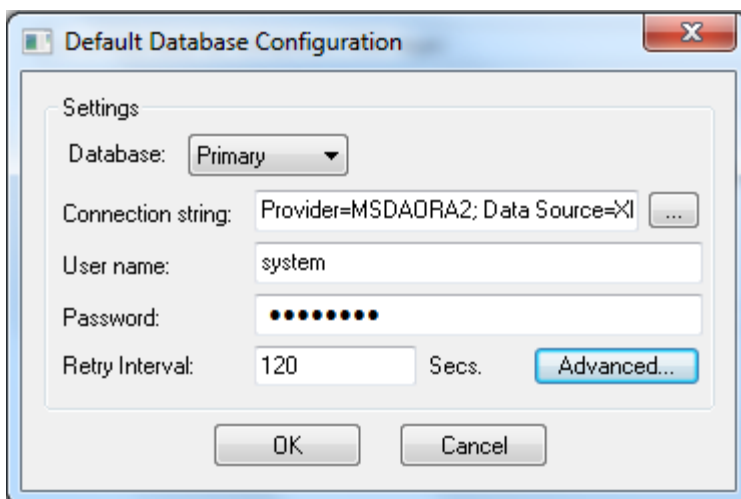 Default Database Configuration
Settings
Database: Primary
Connection string: Provider=MSDAORA2; Data Source=XI ...
User name: system
Password: ●●●●●●●●
Retry Interval: 120 Secs. Advanced...
OK Cancel